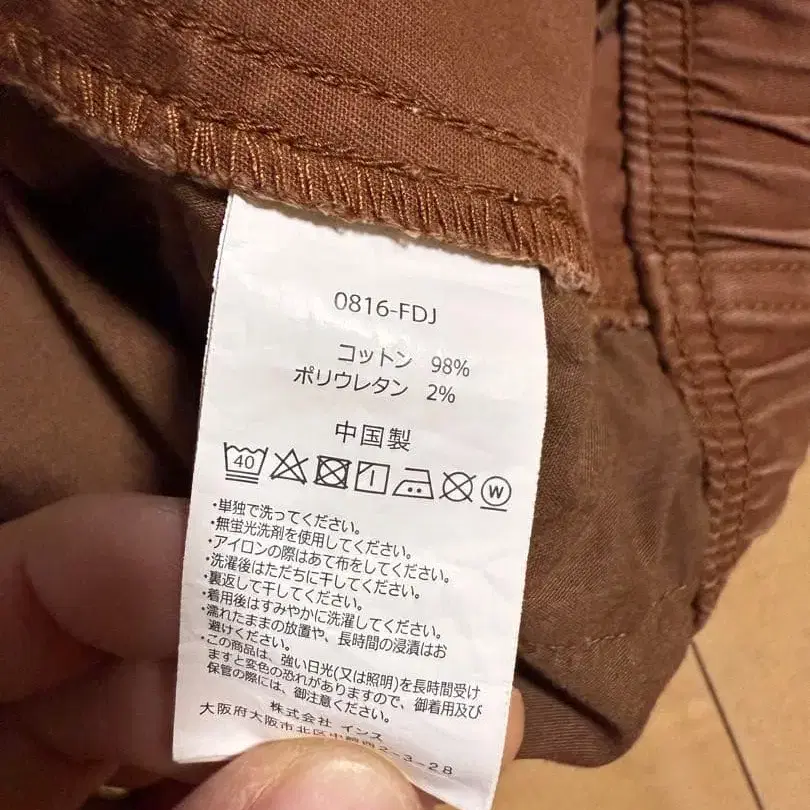 0816-FDJ
コットン 98%
ポリウレタン 2%
中国製
40
W
・単独で洗ってください。
・無蛍光洗剤を使用してください。
・アイロンの際はあて布をしてください。
・洗濯後はただちに干してください。
・裏返して干してください。
・着用後はすみやかに洗濯してください。
・濡れたままの放置や、長時間の浸漬はお
避けください。
・この商品は、強い日光(又は照明)を長時間受け
ますと変色の恐れがありますので、御着用及び
保管の際には、御注意ください。
株式会社 インス
大阪府大阪市北区中崎西2-3-28